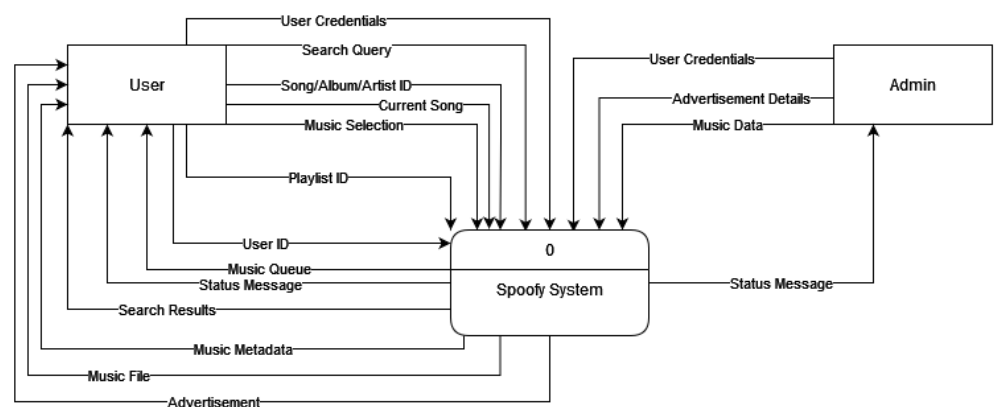 User Credentials
Search Query
User Credentials
User
Song/Album/Artist ID
Admin
Current Song
Advertisement Details
Music Selection
Music Data
Playlist ID
User ID
0
Music Queue
Status Message
Spoofy System
Status Message
Search Results
Music Metadata
Music File
Advertisement